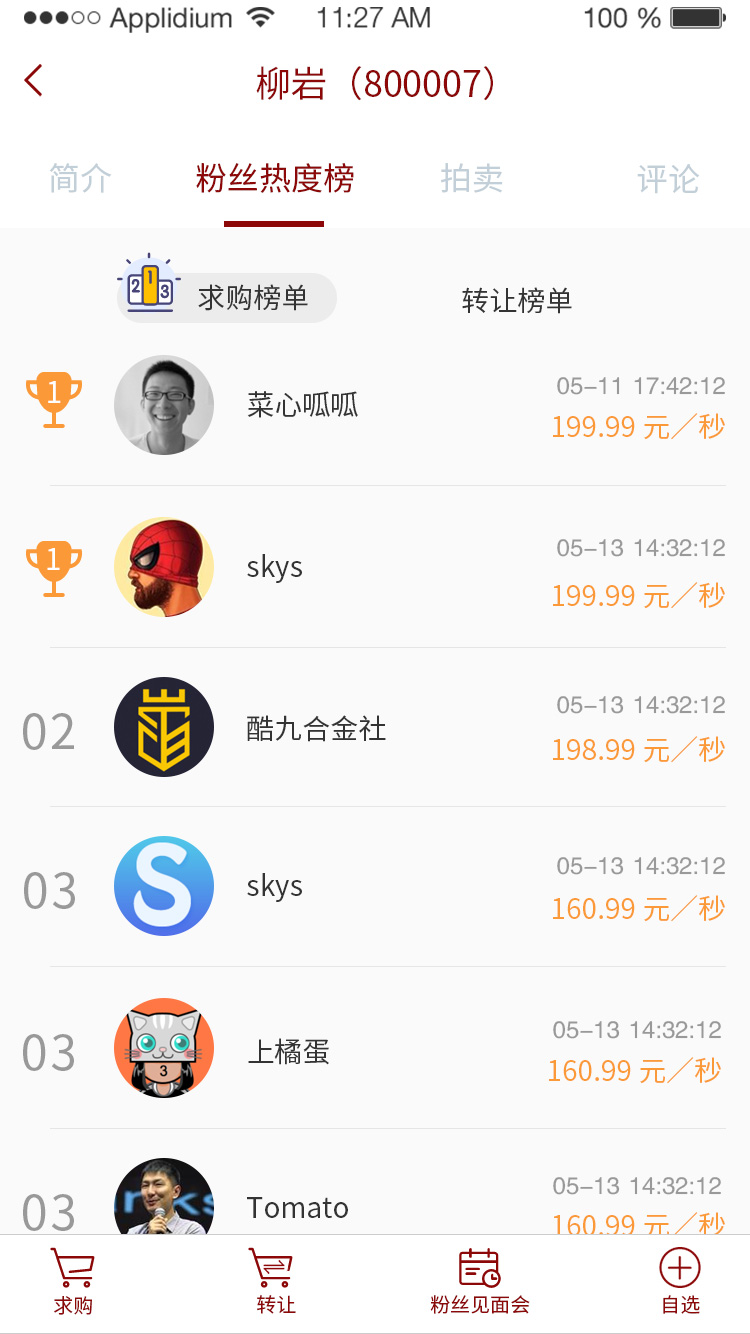 Applidium 11:27 AM 100 %
柳岩（800007）
简介 粉丝热度榜 拍卖 评论
2 1 3 求购榜单 转让榜单
1 菜心呱呱 05-11 17:42:12
199.99 元／秒
1 skys 05-13 14:32:12
199.99 元／秒
02 酷九合金社 05-13 14:32:12
198.99 元／秒
03 skys 05-13 14:32:12
160.99 元／秒
03 上橘蛋 05-13 14:32:12
160.99 元／秒
3
03 Tomato 05-13 14:32:12
160.99 元／秒
求购 转让 粉丝见面会 自选